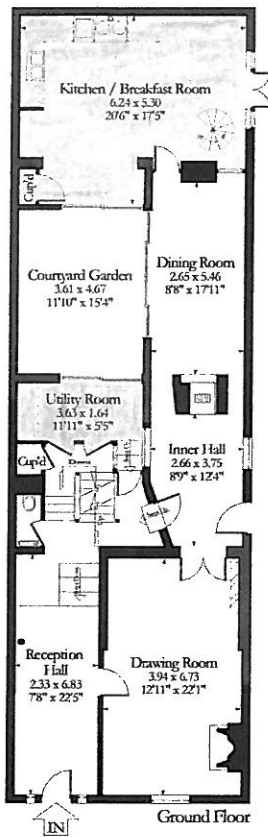 Kitchen / Breakfast Room
6.24 x 5.30
20'6" x 17'5"
Cup'd
Courtyard Garden
3.61 x 4.67
11'10" x 15'4"
Dining Room
2.65 x 5.46
8'8" x 17'11"
Utility Room
3.63 x 1.64
11'11" x 5'5"
Cup'd
Inner Hall
2.66 x 3.75
8'9" x 12'4"
Reception
Hall
2.33 x 6.83
7'8" x 22'5"
Drawing Room
3.94 x 6.73
12'11" x 22'1"
IN
Ground Floor